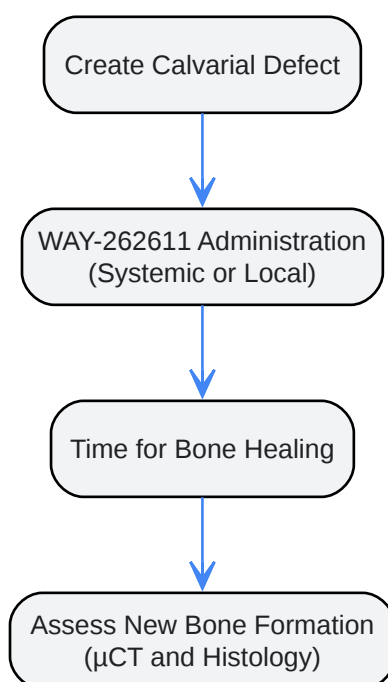 Create Calvarial Defect
WAY-262611 Administration
(Systemic or Local)
Time for Bone Healing
Assess New Bone Formation
(µCT and Histology)